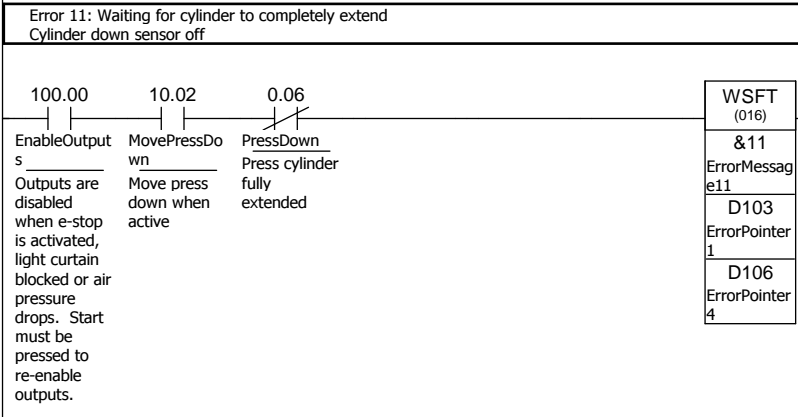 Error 11: Waiting for cylinder to completely extend
Cylinder down sensor off
100.00
EnableOutput
s
Outputs are
disabled
when e-stop
is activated,
light curtain
blocked or air
pressure
drops. Start
must be
pressed to
re-enable
outputs.
10.02
MovePressDo
wn
Move press
down when
active
0.06
PressDown
Press cylinder
fully
extended
WSFT
(016)
&11
ErrorMessag
e11
D103
ErrorPointer
1
D106
ErrorPointer
4